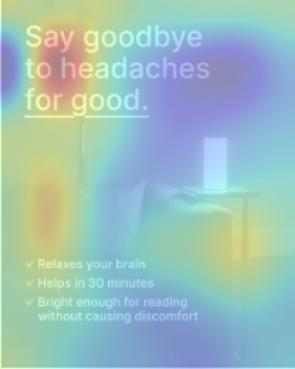 Say goodbye
to headaches
for good.
✓ Relaxes your brain
✓ Helps in 30 minutes
✓ Bright enough for reading
without causing discomfort